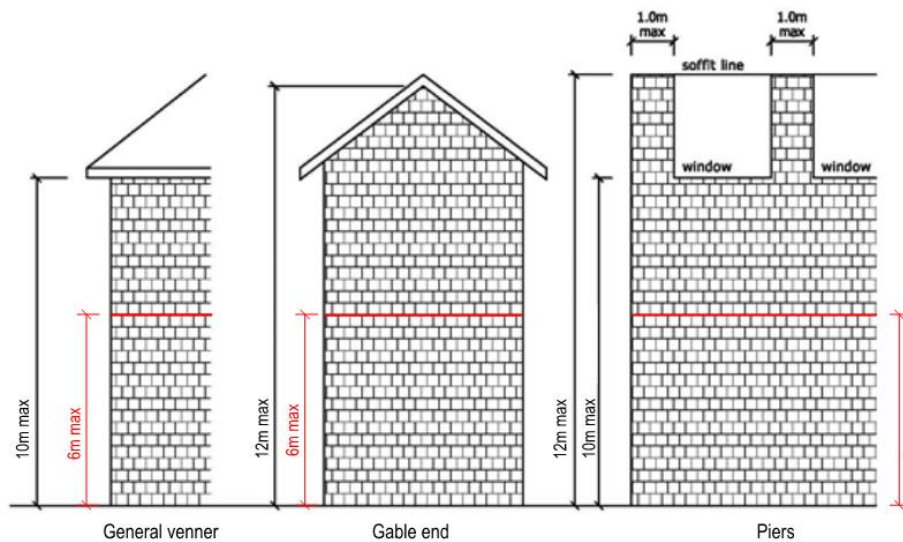 1.0m
max
1.0m
max
soffit line
window
window
10m max
6m max
12m max
6m max
12m max
10m max
General venner
Gable end
Piers